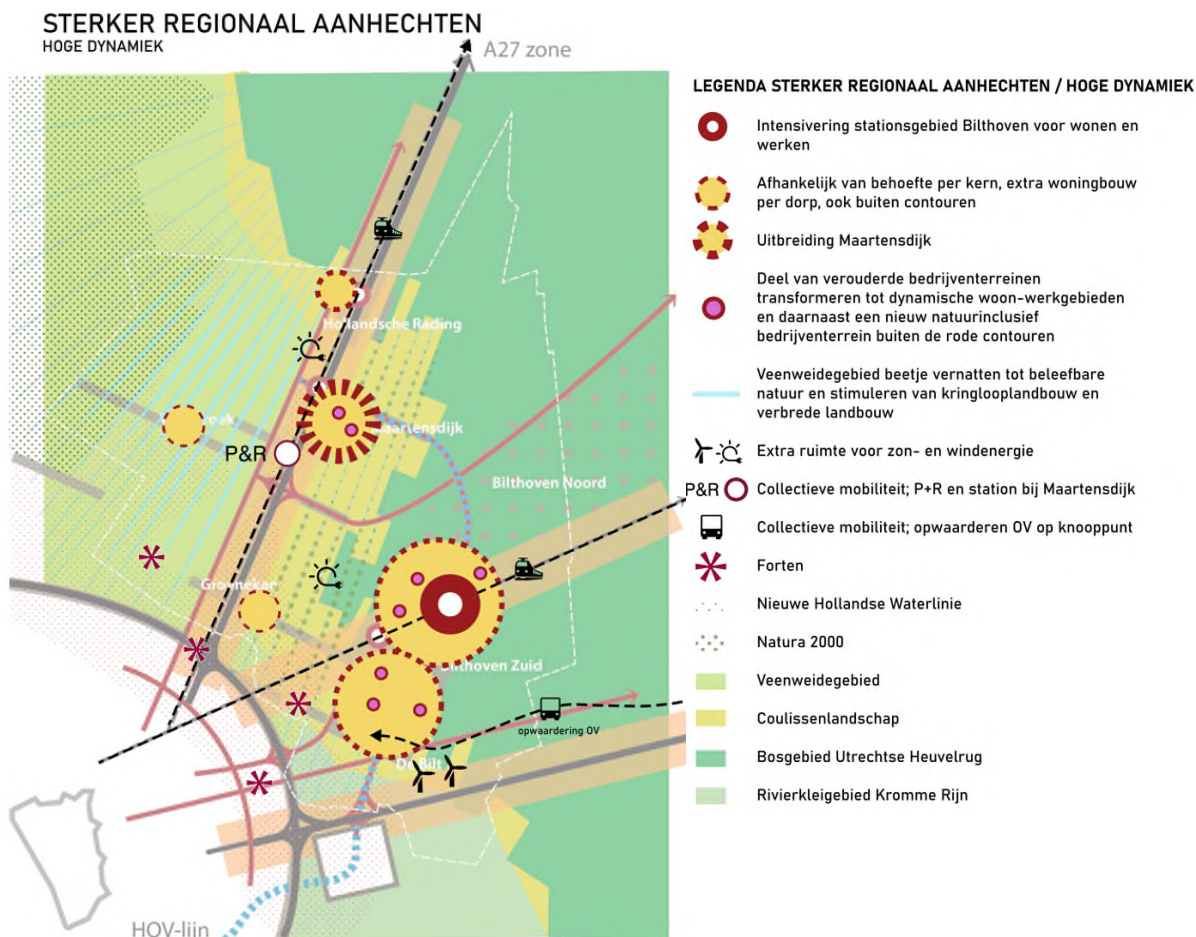 STERKER REGIONAAL AANHECHTEN
HOGE DYNAMIEK
A27 zone
Hollandsche Rading
P&R
Bilthoven Noord
opwaardering OV
HOV-lijn
LEGENDA STERKER REGIONAAL AANHECHTEN / HOGE DYNAMIEK
Intensivering stationsgebied Bilthoven voor wonen en
werken
Afhankelijk van behoefte per kern, extra woningbouw
per dorp, ook buiten contouren
Uitbreiding Maartensdijk
Deel van verouderde bedrijventerreinen
transformeren tot dynamische woon-werkgebieden
en daarnaast een nieuw natuurinclusief
bedrijventerrein buiten de rode contouren
Veenweidegebied beetje vernatten tot beleefbare
natuur en stimuleren van kringlooplandbouw en
verbrede landbouw
Extra ruimte voor zon- en windenergie
P&R Collectieve mobiliteit; P+R en station bij Maartensdijk
Collectieve mobiliteit; opwaarderen OV op knooppunt
Forten
Nieuwe Hollandse Waterlinie
Natura 2000
Veenweidegebied
Coulissenlandschap
Bosgebied Utrechtse Heuvelrug
Rivierkleigebied Kromme Rijn